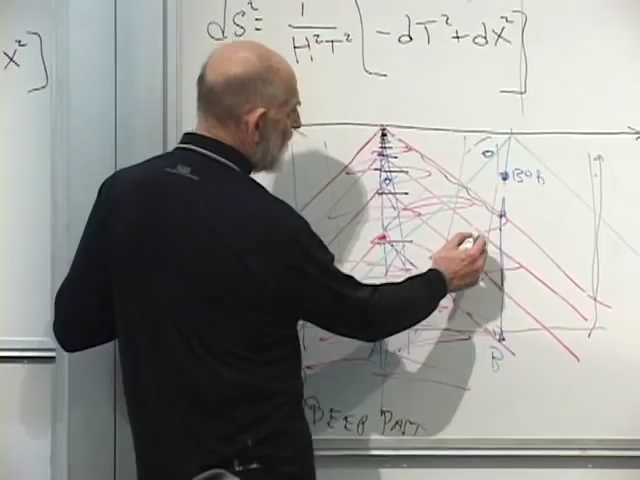 x²]
dS² = 1/H²T² [ -dT² + dX² ]
BOB
B
DEEP PAST